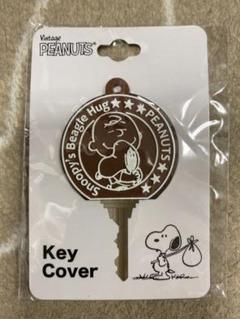 Vintage
PEANUTS
Snoopy's Beagle Hug ★★★ PEANUTS ★★★
Key
Cover